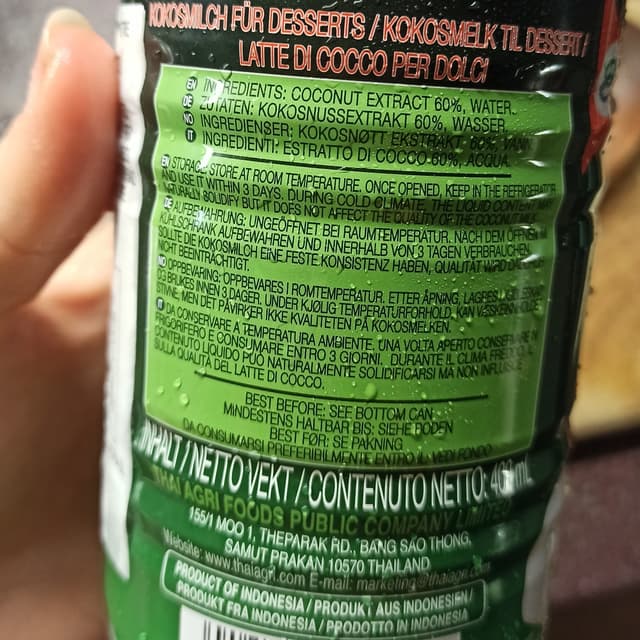 KOKOSMILCH FÜR DESSERTS / KOKOSMELK TIL DESSERT /
LATTE DI COCCO PER DOLCI
EN INGREDIENTS: COCONUT EXTRACT 60%, WATER.
DE ZUTATEN: KOKOSNUSSEXTRAKT 60%, WASSER.
NO INGREDIENSER: KOKOSNØTT EKSTRAKT 60%, VANN
IT INGREDIENTI: ESTRATTO DI COCCO 60%, ACQUA.
EN STORAGE: STORE AT ROOM TEMPERATURE. ONCE OPENED, KEEP IN THE REFRIGERATOR
AND USE IT WITHIN 3 DAYS. DURING COLD CLIMATE, THE LIQUID CONTENT MAY
NATURALLY SOLIDIFY BUT IT DOES NOT AFFECT THE QUALITY OF THE COCONUT MILK.
DE AUFBEWAHRUNG: UNGEÖFFNET BEI RAUMTEMPERATUR. NACH DEM ÖFFNEN IM
KÜHLSCHRANK AUFBEWAHREN UND INNERHALB VON 3 TAGEN VERBRAUCHEN.
SOLLTE DIE KOKOSMILCH EINE FESTE KONSISTENZ HABEN, QUALITÄT WIRD DADURCH
NICHT BEEINTRÄCHTIGT.
NO OPPBEVARING: OPPBEVARES I ROMTEMPERATUR. ETTER ÅPNING, LAGRES I
OG BRUKES INNEN 3 DAGER. UNDER KJØLIG TEMPERATURFORHOLD, KAN VÆSKEINNHOLDET
STIVNE, MEN DET PÅVIRKER IKKE KVALITETEN PÅ KOKOSMELKEN.
IT DA CONSERVARE A TEMPERATURA AMBIENTE. UNA VOLTA APERTO CONSERVARE IN
FRIGORIFERO E CONSUMARE ENTRO 3 GIORNI. DURANTE IL CLIMA FREDDO, IL
CONTENUTO LIQUIDO PUÒ NATURALMENTE SOLIDIFICARSI MA NON INFLUISCE
SULLA QUALITÀ DEL LATTE DI COCCO.
BEST BEFORE: SEE BOTTOM CAN
MINDESTENS HALTBAR BIS: SIEHE BODEN
BEST FØR: SE PAKNING
DA CONSUMARSI PREFERIBILMENTE ENTRO IL: VEDI FONDO
INHALT / NETTO VEKT / CONTENUTO NETTO: mL
THAI AGRI FOODS PUBLIC COMPANY LIMITED
155/1 MOO 1, THEPARAK RD., BANG SAO THONG,
SAMUT PRAKAN 10570 THAILAND
Website: www.thaiagri.com E-mail: marketing@thaiagri.com
PRODUCT OF INDONESIA / PRODUKT AUS INDONESIEN /
PRODUKT FRA INDONESIA / PRODOTTO IN INDONESIA